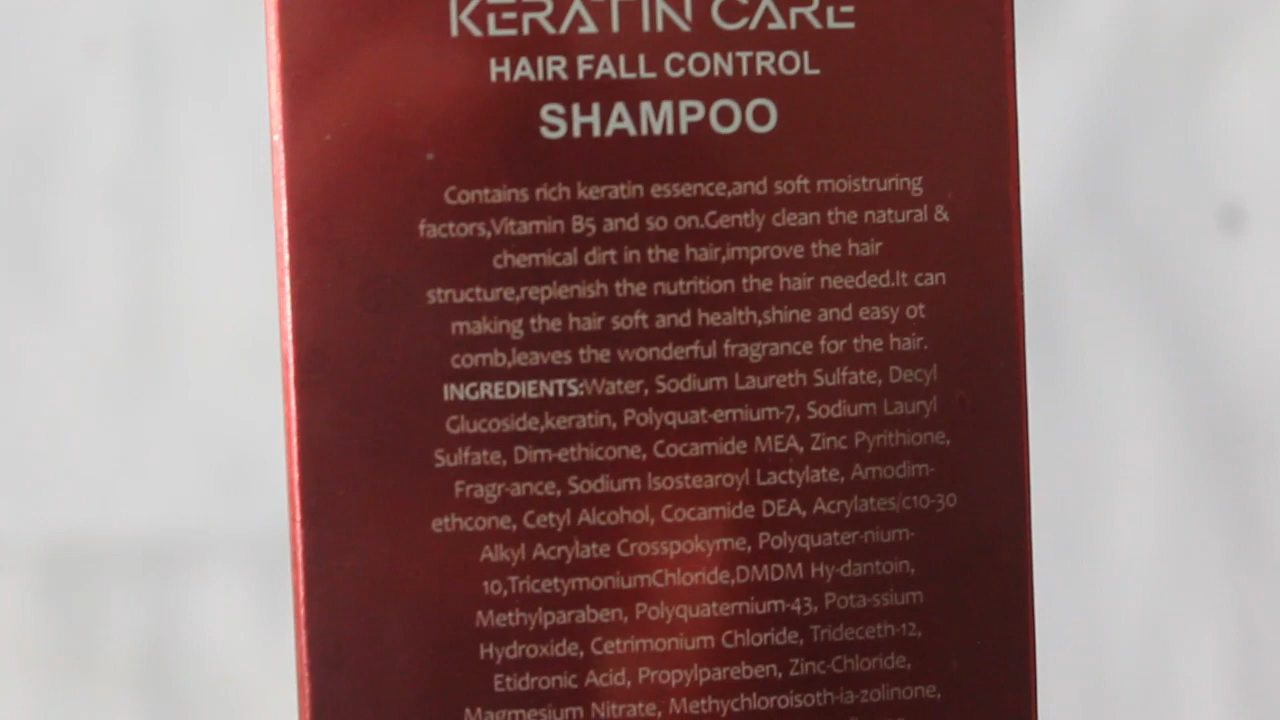 KERATIN CARE
HAIR FALL CONTROL
SHAMPOO
Contains rich keratin essence,and soft moistruring
factors,Vitamin B5 and so on.Gently clean the natural &
chemical dirt in the hair,improve the hair
structure,replenish the nutrition the hair needed.It can
making the hair soft and health,shine and easy ot
comb,leaves the wonderful fragrance for the hair.
INGREDIENTS:Water, Sodium Laureth Sulfate, Decyl
Glucoside,keratin, Polyquat-ernium-7, Sodium Lauryl
Sulfate, Dim-ethicone, Cocamide MEA, Zinc Pyrithione,
Fragr-ance, Sodium Isostearoyl Lactylate, Amodim-
ethcone, Cetyl Alcohol, Cocamide DEA, Acrylates/c10-30
Alkyl Acrylate Crosspokyme, Polyquater-nium-
10,TricetymoniumChloride,DMDM Hy-dantoin,
Methylparaben, Polyquaternium-43, Pota-ssium
Hydroxide, Cetrimonium Chloride, Trideceth-12,
Etidronic Acid, Propylpareben, Zinc-Chloride,
Magmesium Nitrate, Methychloroisoth-ia-zolinone,